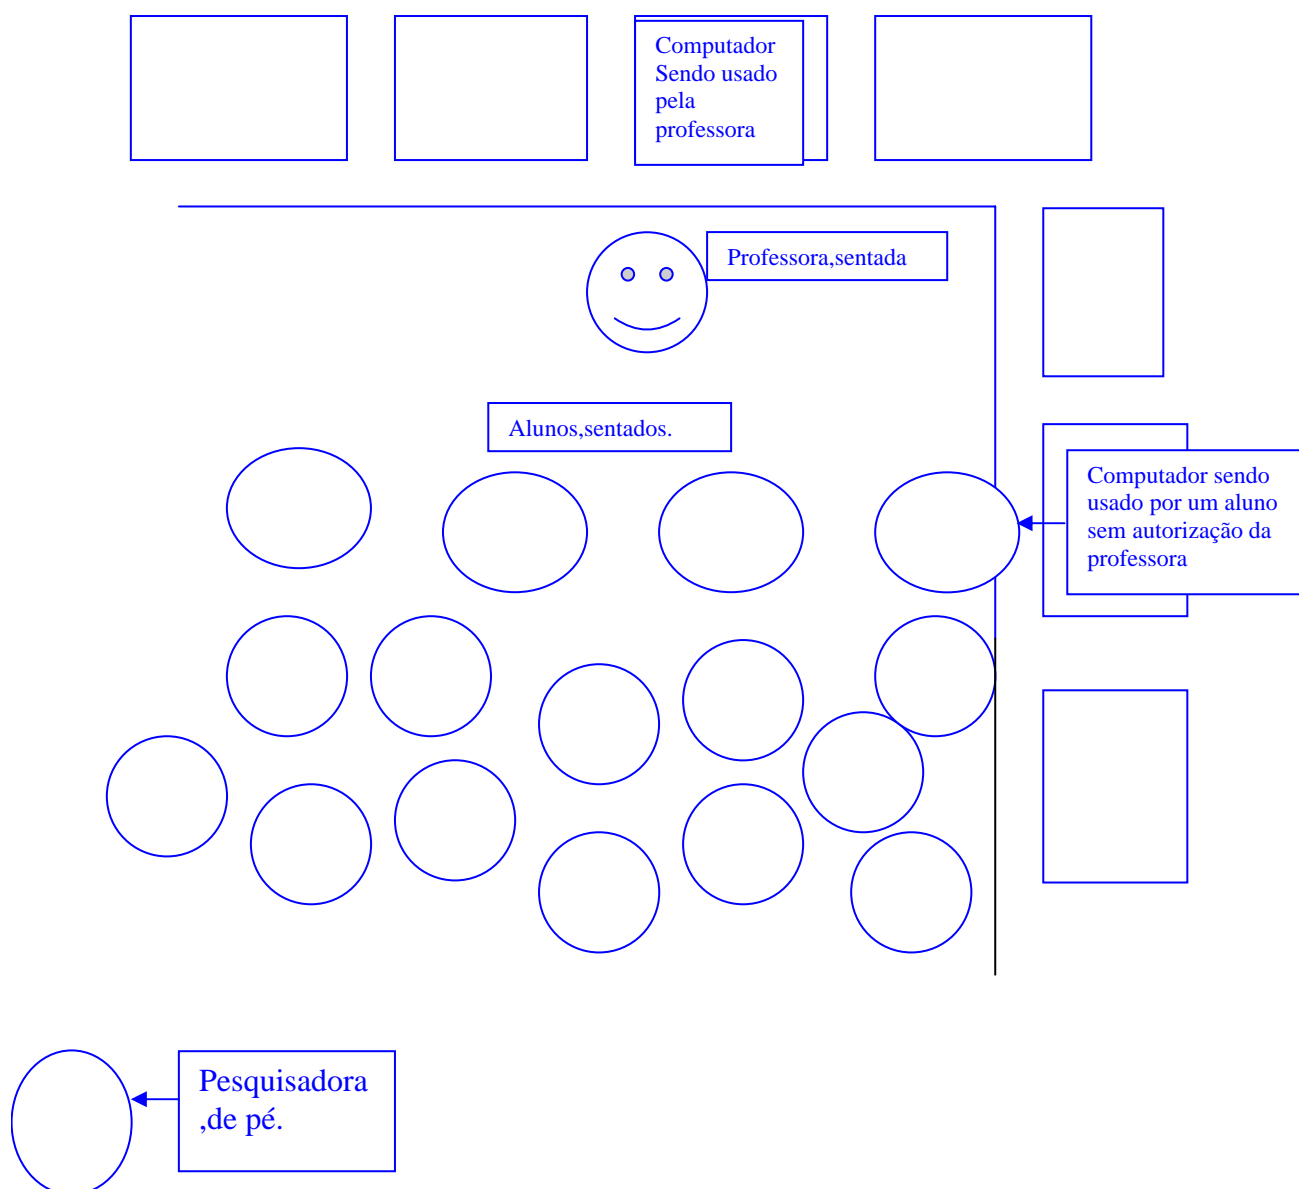 Computador
Sendo usado
pela
professora
Professora,sentada
Alunos,sentados.
Computador sendo
usado por um aluno
sem autorização da
professora
Pesquisadora
,de pé.